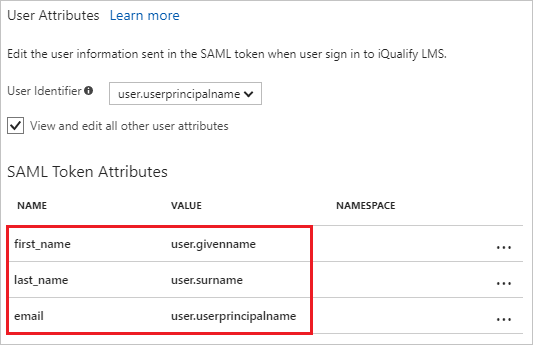 User Attributes Learn more
Edit the user information sent in the SAML token when user sign in to iQualify LMS.
User Identifier user.userprincipalname
View and edit all other user attributes
SAML Token Attributes
NAME VALUE NAMESPACE
first_name user.givenname ...
last_name user.surname ...
email user.userprincipalname ...